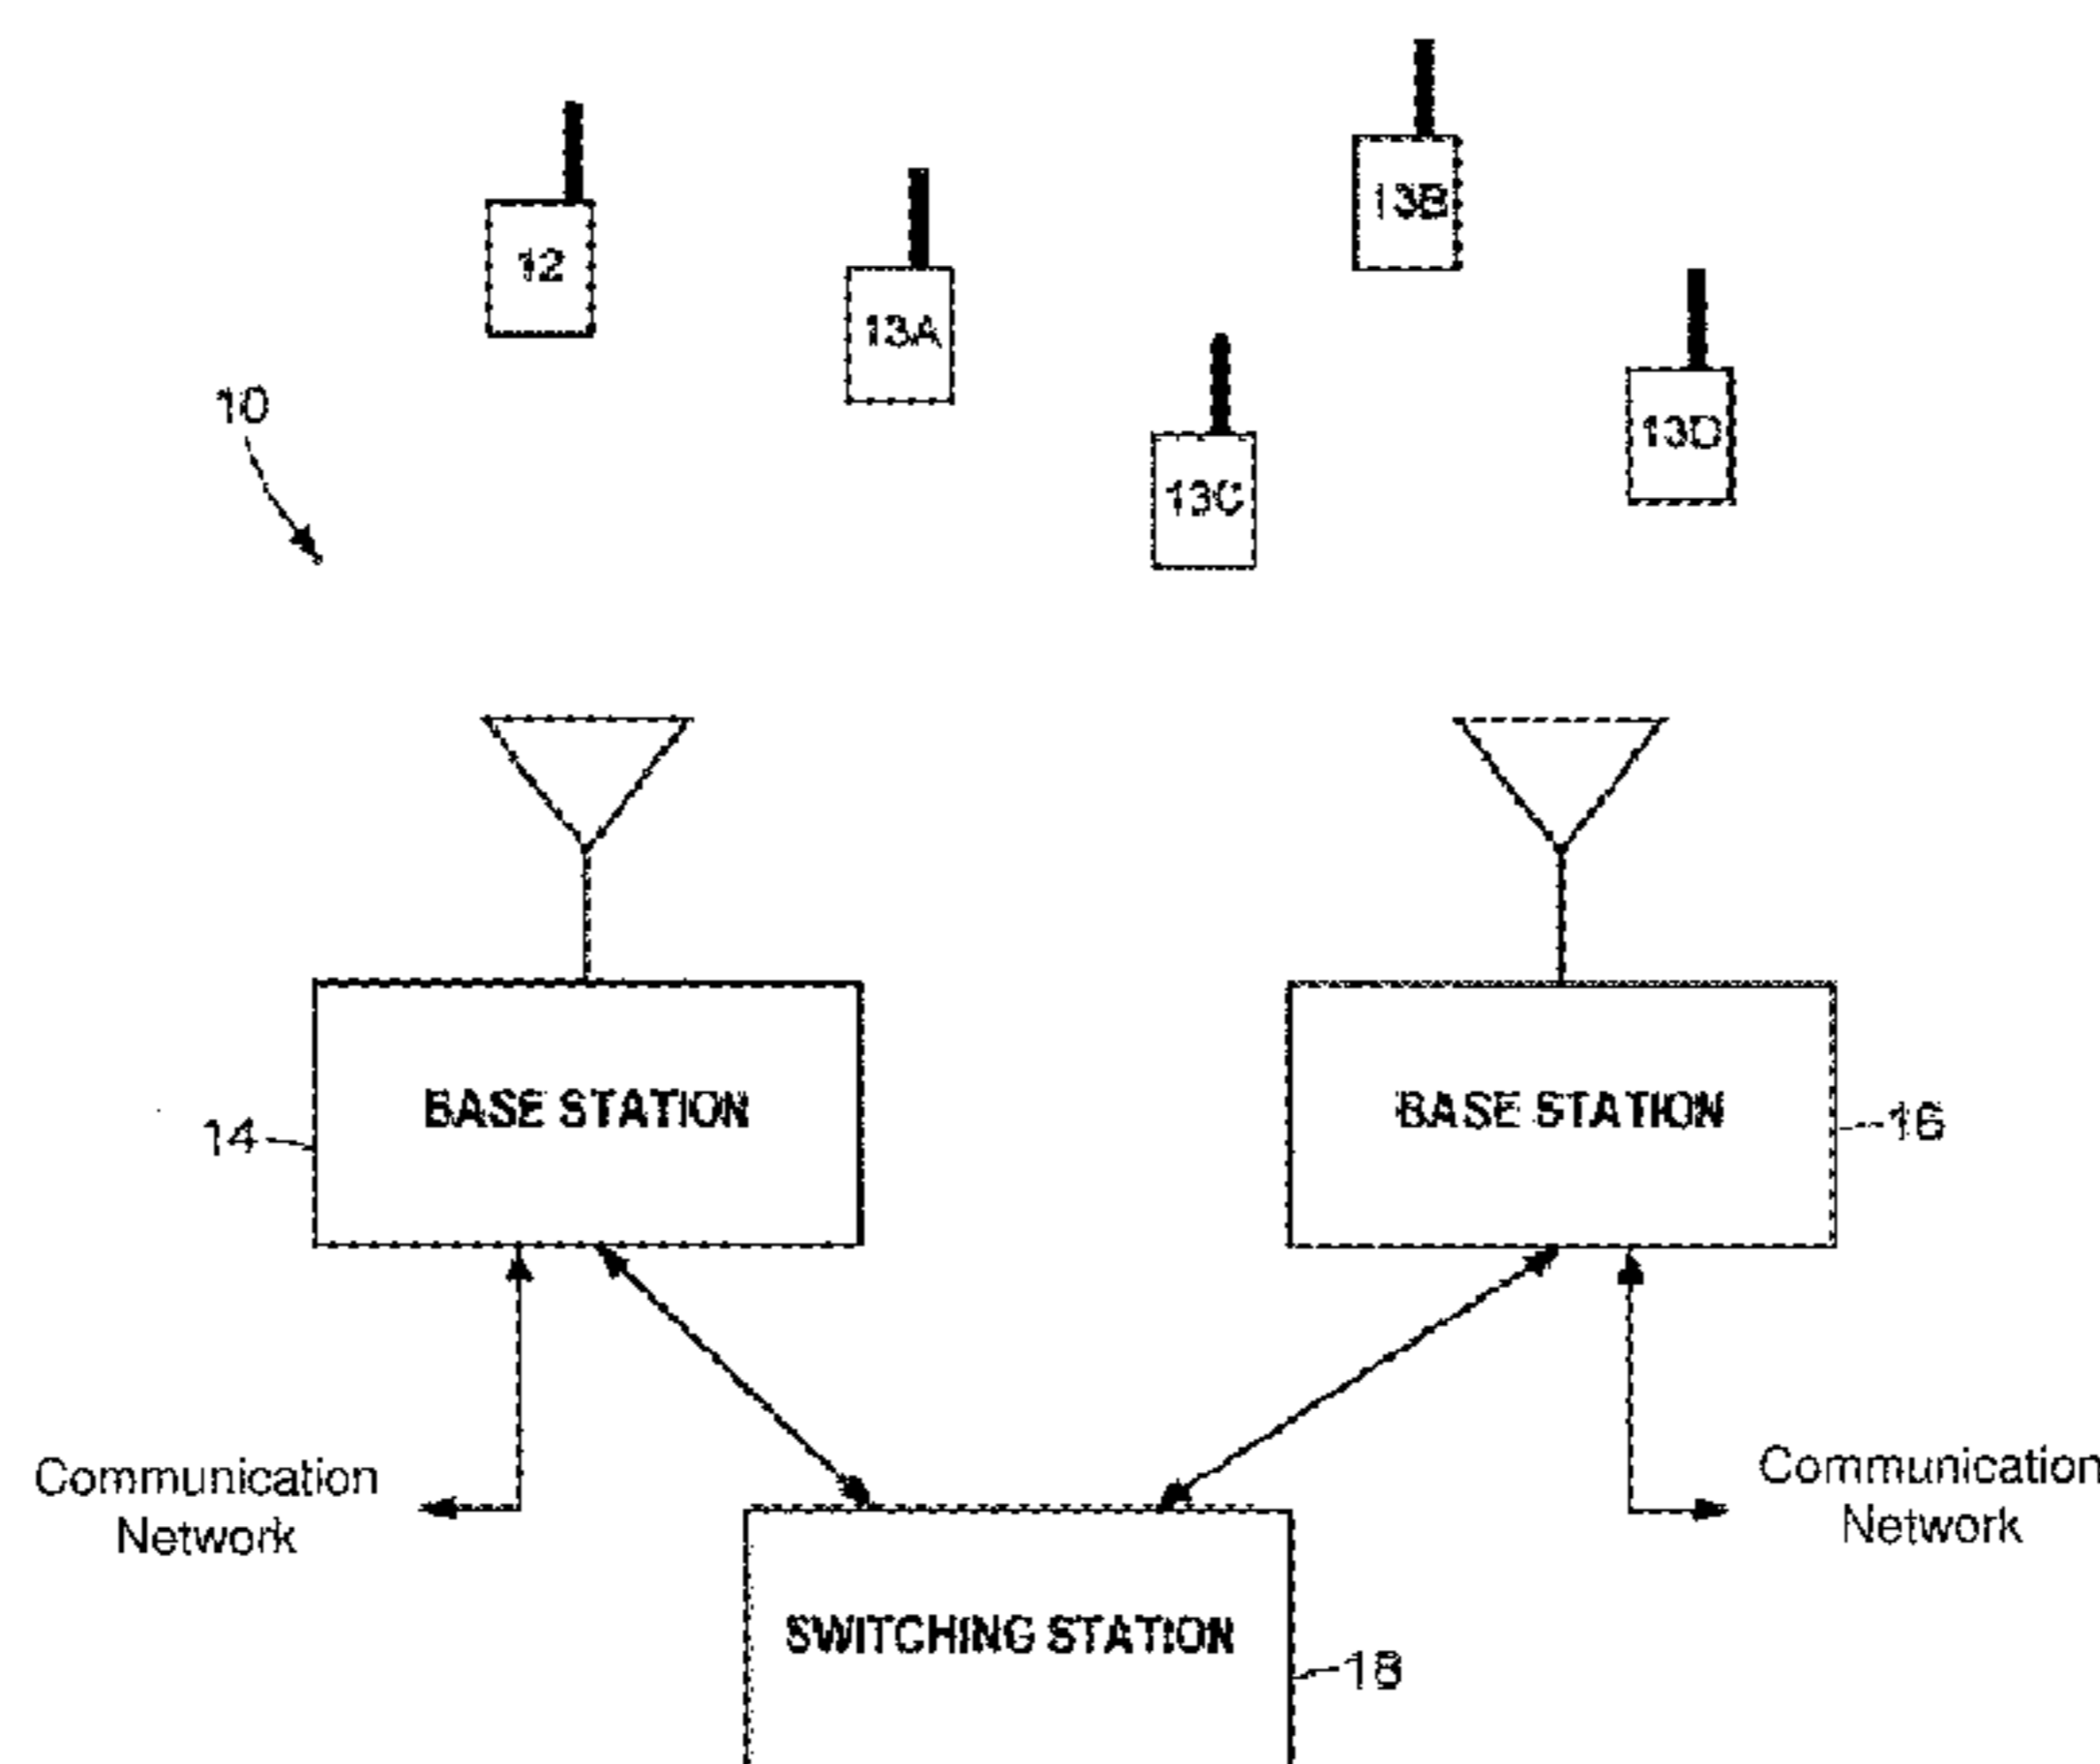 13B
12
13A
10
13D
13C
BASE STATION
BASE STATION
14
16
Communication
Network
Communication
Network
SWITCHING STATION
18